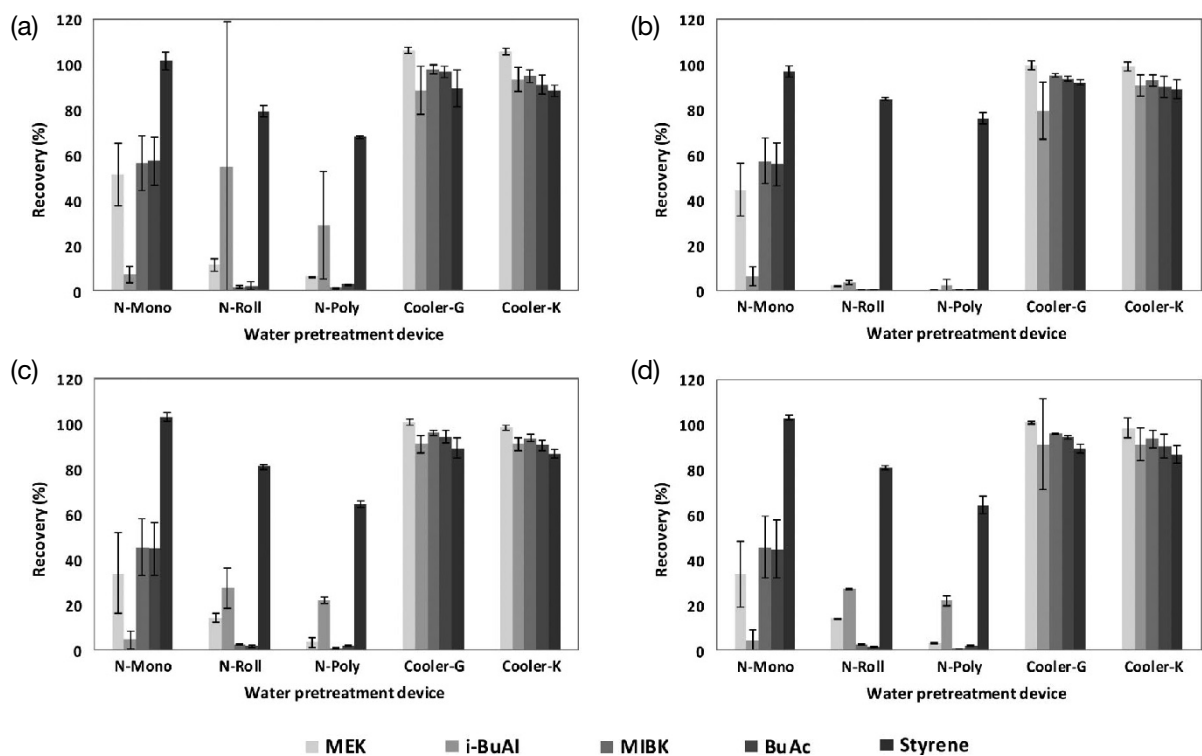 (a)
120
100
80
60
40
20
0
Recovery (%)
N-Mono N-Roll N-Poly Cooler-G Cooler-K
Water pretreatment device
(b)
120
100
80
60
40
20
0
Recovery (%)
N-Mono N-Roll N-Poly Cooler-G Cooler-K
Water pretreatment device
(c)
120
100
80
60
40
20
0
Recovery (%)
N-Mono N-Roll N-Poly Cooler-G Cooler-K
Water pretreatment device
(d)
120
100
80
60
40
20
0
Recovery (%)
N-Mono N-Roll N-Poly Cooler-G Cooler-K
Water pretreatment device
MEK i-BuAl MIBK BuAc Styrene